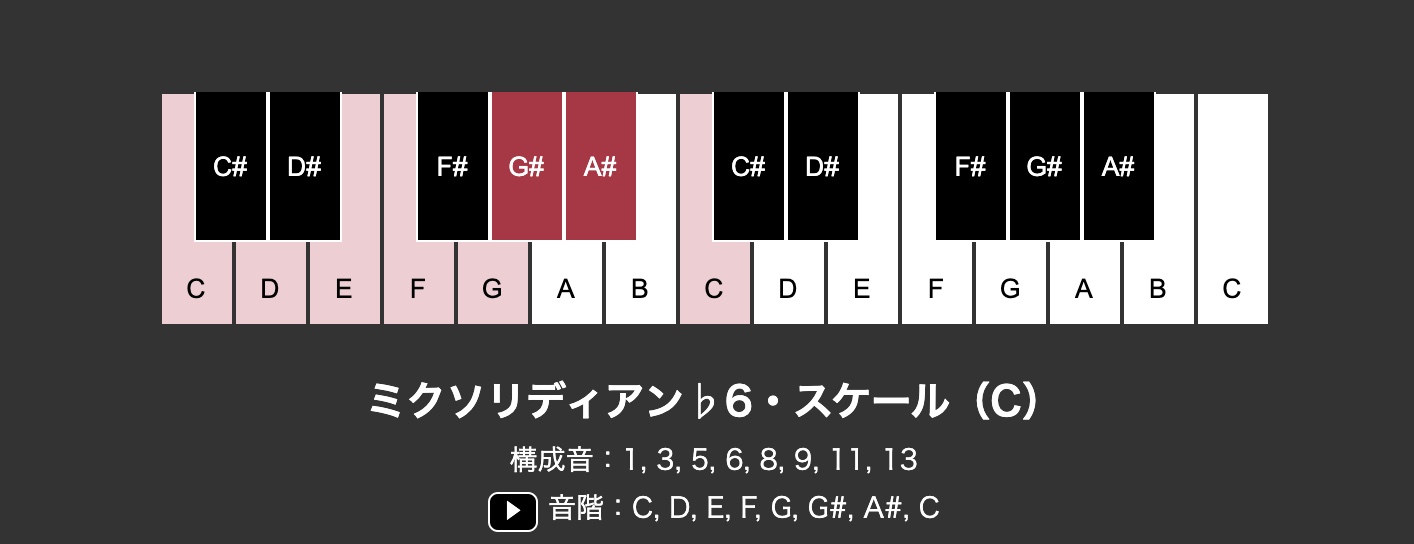 C# D# F# G# A# C# D# F# G# A#
C D E F G A B C D E F G A B C
ミクソリディアン♭6・スケール（C）
構成音：1, 3, 5, 6, 8, 9, 11, 13
音階：C, D, E, F, G, G#, A#, C